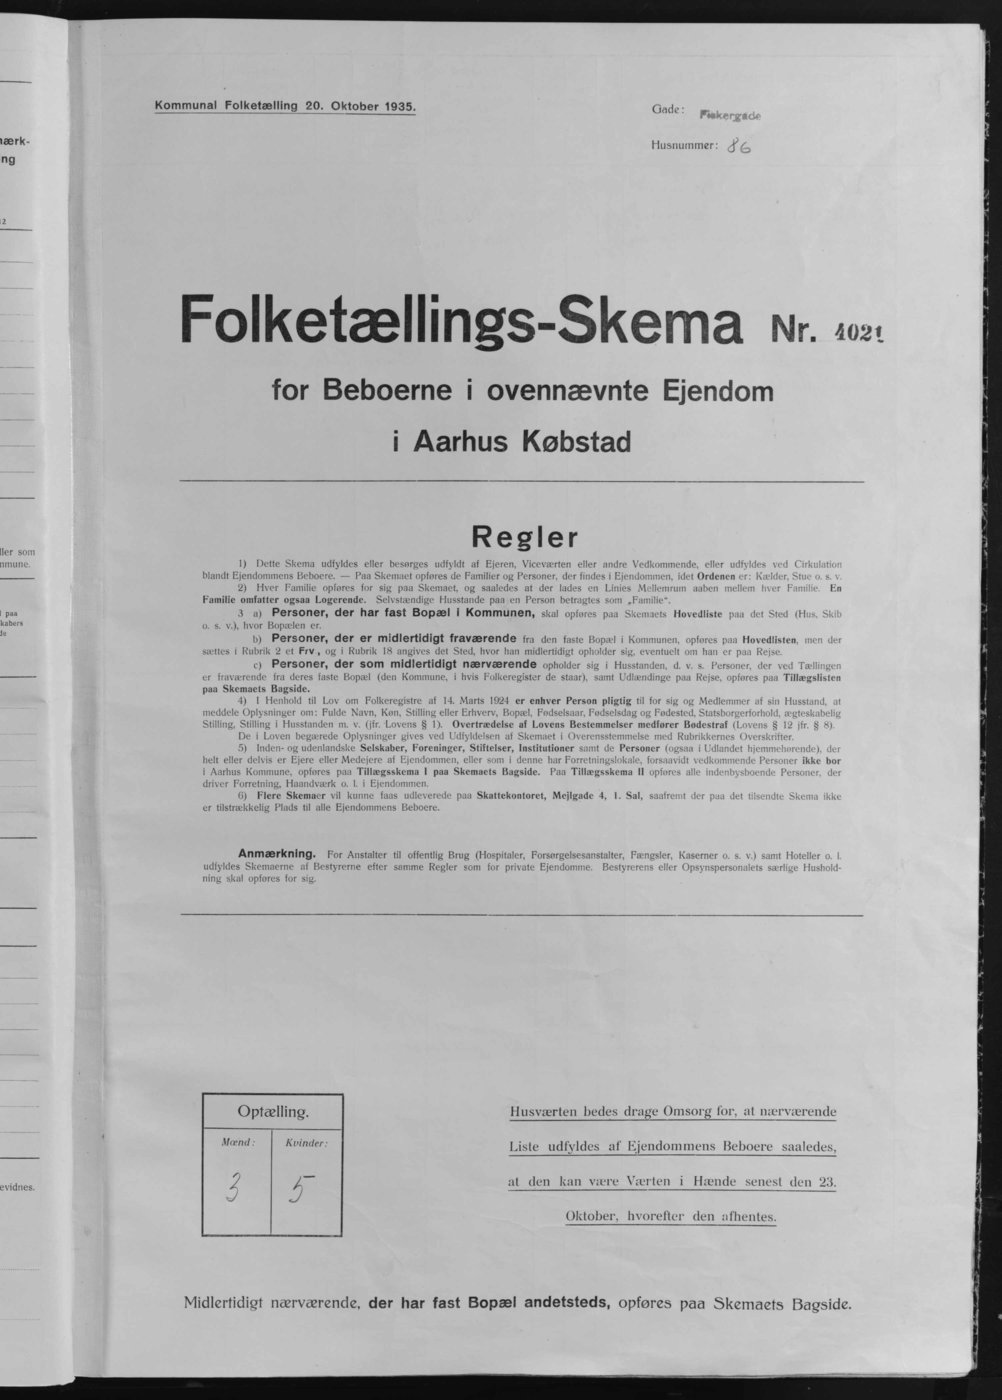 ærk-
ng
12
ller som
mmune.
l paa
kabers
de
evidnes.
Kommunal Folketælling 20. Oktober 1935.
Gade: Fiskergade
Husnummer: 86
Folketællings-Skema Nr. 4021
for Beboerne i ovennævnte Ejendom
i Aarhus Købstad
Regler
1) Dette Skema udfyldes eller besørges udfyldt af Ejeren, Viceværten eller andre Vedkommende, eller udfyldes ved Cirkulation
blandt Ejendommens Beboere. — Paa Skemaet opføres de Familier og Personer, der findes i Ejendommen, idet Ordenen er: Kælder, Stue o. s. v.
2) Hver Familie opføres for sig paa Skemaet, og saaledes at der lades en Linies Mellemrum aaben mellem hver Familie. En
Familie omfatter ogsaa Logerende. Selvstændige Husstande paa en Person betragtes som „Familie“.
3 a) Personer, der har fast Bopæl i Kommunen, skal opføres paa Skemaets Hovedliste paa det Sted (Hus, Skib
o. s. v.), hvor Bopælen er.
b) Personer, der er midlertidigt fraværende fra den faste Bopæl i Kommunen, opføres paa Hovedlisten, men der
sættes i Rubrik 2 et Frv., og i Rubrik 18 angives det Sted, hvor han midlertidigt opholder sig, eventuelt om han er paa Rejse.
c) Personer, der som midlertidigt nærværende opholder sig i Husstanden, d. v. s. Personer, der ved Tællingen
er fraværende fra deres faste Bopæl (den Kommune, i hvis Folkeregister de staar), samt Udlændinge paa Rejse, opføres paa Tillægslisten
paa Skemaets Bagside.
4) I Henhold til Lov om Folkeregistre af 14. Marts 1924 er enhver Person pligtig til for sig og Medlemmer af sin Husstand, at
meddele Oplysninger om: Fulde Navn, Køn, Stilling eller Erhverv, Bopæl, Fødselsaar, Fødselsdag og Fødested, Statsborgerforhold, ægteskabelig
Stilling, Stilling i Husstanden m. v. (jfr. Lovens § 1). Overtrædelse af Lovens Bestemmelser medfører Bødestraf (Lovens § 12 jfr. § 8).
De i Loven begærede Oplysninger gives ved Udfyldelsen af Skemaet i Overensstemmelse med Rubrikkernes Overskrifter.
5) Inden- og udenlandske Selskaber, Foreninger, Stiftelser, Institutioner samt de Personer (ogsaa i Udlandet hjemmehørende), der
helt eller delvis er Ejere eller Medejere af Ejendommen, eller som i denne har Forretningslokale, forsaavidt vedkommende Personer ikke bor
i Aarhus Kommune, opføres paa Tillægsskema I paa Skemaets Bagside. Paa Tillægsskema II opføres alle indenbysboende Personer, der
driver Forretning, Haandværk o. l. i Ejendommen.
6) Flere Skemaer vil kunne faas udleverede paa Skattekontoret, Mejlgade 4, 1. Sal, saafremt der paa det tilsendte Skema ikke
er tilstrækkelig Plads til alle Ejendommens Beboere.
Anmærkning. For Anstalter til offentlig Brug (Hospitaler, Forsørgelsesanstalter, Fængsler, Kaserner o. s. v.) samt Hoteller o. l.
udfyldes Skemaerne af Bestyrerne efter samme Regler som for private Ejendomme. Bestyrerens eller Opsynspersonalets særlige Hushold-
ning skal opføres for sig.
Optælling.
Mænd: Kvinder:
3 5
Husværten bedes drage Omsorg for, at nærværende
Liste udfyldes af Ejendommens Beboere saaledes,
at den kan være Værten i Hænde senest den 23.
Oktober, hvorefter den afhentes.
Midlertidigt nærværende, der har fast Bopæl andetsteds, opføres paa Skemaets Bagside.